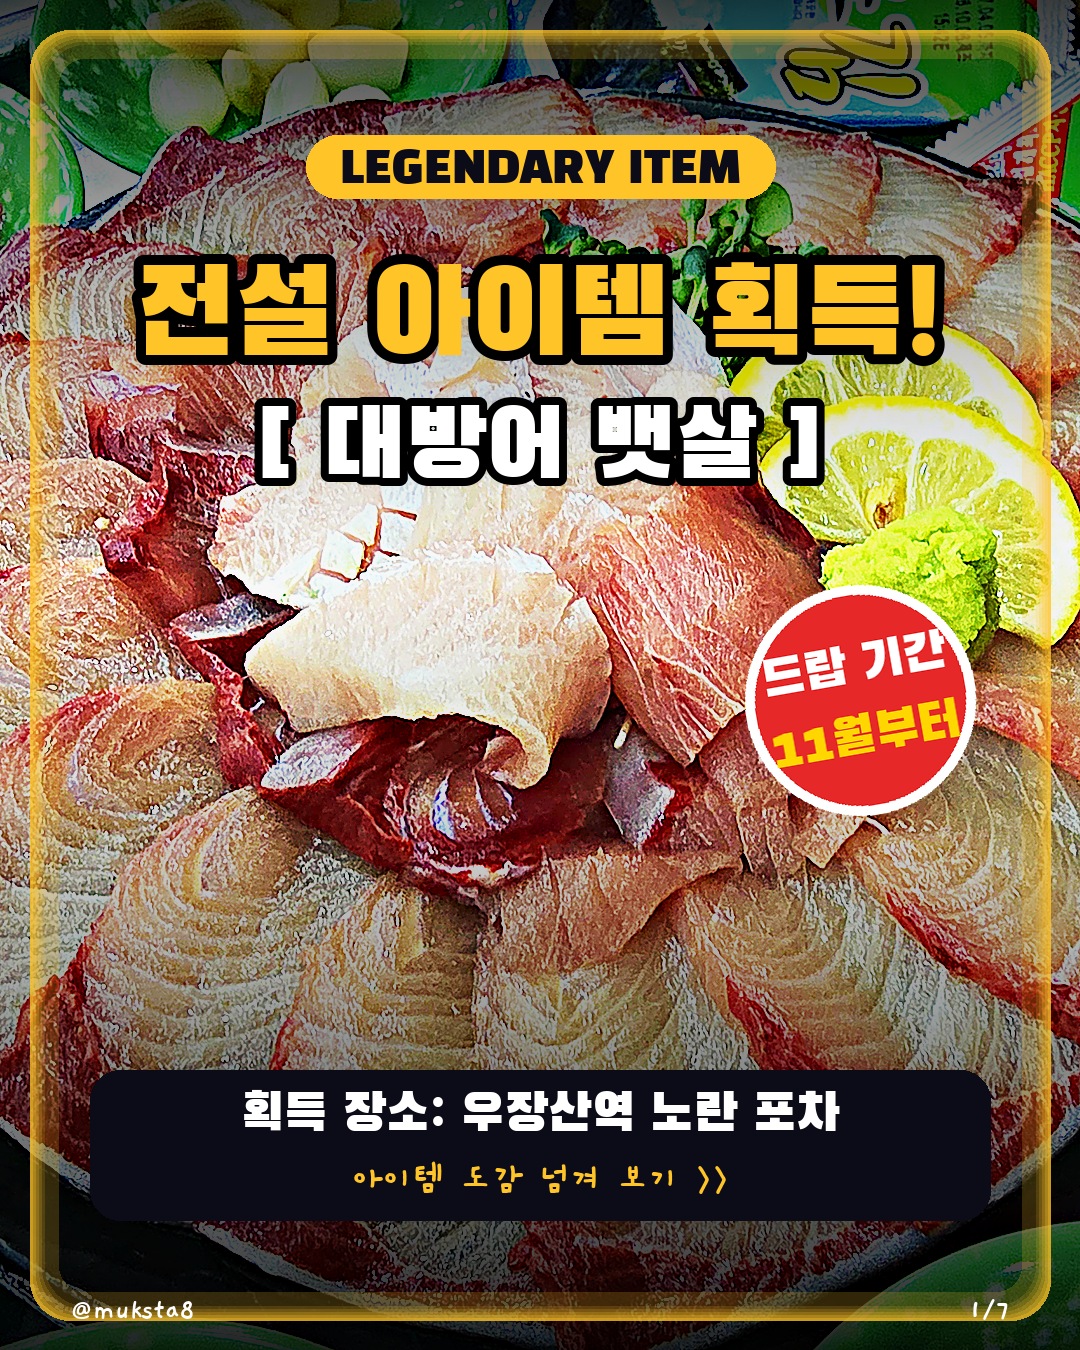 LEGENDARY ITEM
전설 아이템 획득!
[ 대방어 뱃살 ]
드랍 기간
11월부터
획득 장소: 우장산역 노란 포차
아이템 도감 넘겨 보기 >>
@muksta8
1/7